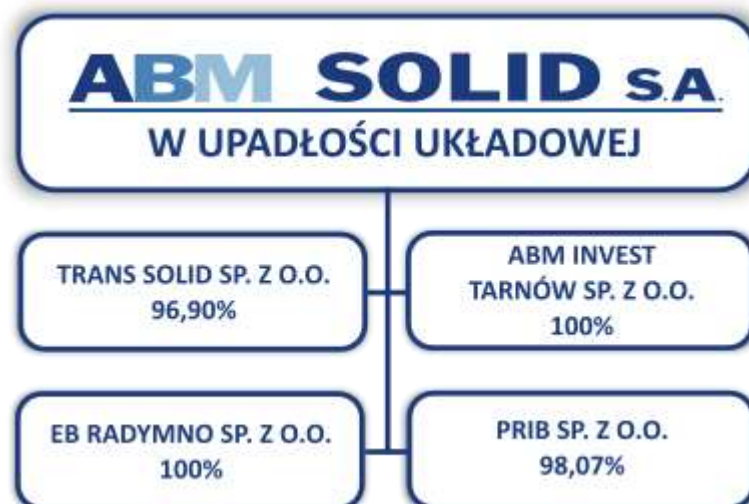 ABM SOLID S.A.
W UPADŁOŚCI UKŁADOWEJ
TRANS SOLID SP. Z O.O.
96,90%
ABM INVEST
TARNÓW SP. Z O.O.
100%
EB RADYMNO SP. Z O.O.
100%
PRIB SP. Z O.O.
98,07%